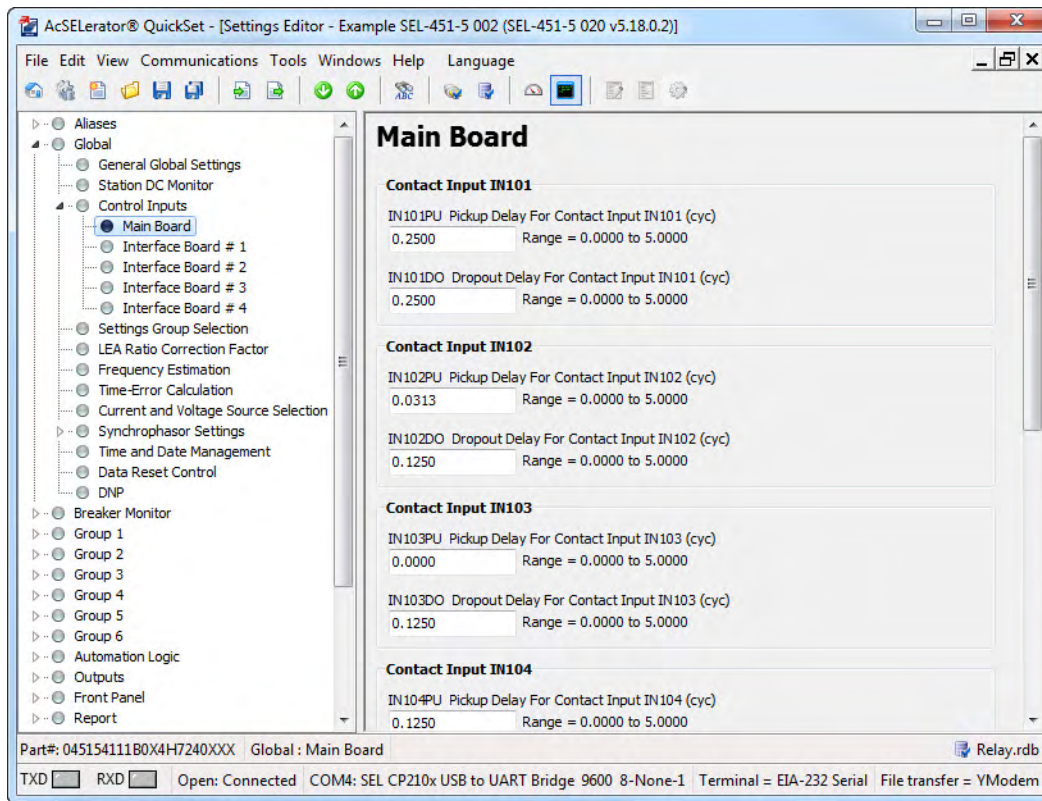 AcSELerator® QuickSet - [Settings Editor - Example SEL-451-5 002 (SEL-451-5 020 v5.18.0.2)]
File Edit View Communications Tools Windows Help Language
ABC
Aliases
Global
General Global Settings
Station DC Monitor
Control Inputs
Main Board
Interface Board # 1
Interface Board # 2
Interface Board # 3
Interface Board # 4
Settings Group Selection
LEA Ratio Correction Factor
Frequency Estimation
Time-Error Calculation
Current and Voltage Source Selection
Synchrophasor Settings
Time and Date Management
Data Reset Control
DNP
Breaker Monitor
Group 1
Group 2
Group 3
Group 4
Group 5
Group 6
Automation Logic
Outputs
Front Panel
Report
Main Board
Contact Input IN101
IN101PU Pickup Delay For Contact Input IN101 (cyc)
0.2500 Range = 0.0000 to 5.0000
IN101DO Dropout Delay For Contact Input IN101 (cyc)
0.2500 Range = 0.0000 to 5.0000
Contact Input IN102
IN102PU Pickup Delay For Contact Input IN102 (cyc)
0.0313 Range = 0.0000 to 5.0000
IN102DO Dropout Delay For Contact Input IN102 (cyc)
0.1250 Range = 0.0000 to 5.0000
Contact Input IN103
IN103PU Pickup Delay For Contact Input IN103 (cyc)
0.0000 Range = 0.0000 to 5.0000
IN103DO Dropout Delay For Contact Input IN103 (cyc)
0.1250 Range = 0.0000 to 5.0000
Contact Input IN104
IN104PU Pickup Delay For Contact Input IN104 (cyc)
0.1250 Range = 0.0000 to 5.0000
Part#: 045154111B0X4H7240XXX Global : Main Board Relay.rdb
TXD RXD Open: Connected COM4: SEL CP210x USB to UART Bridge 9600 8-None-1 Terminal = EIA-232 Serial File transfer = YModem